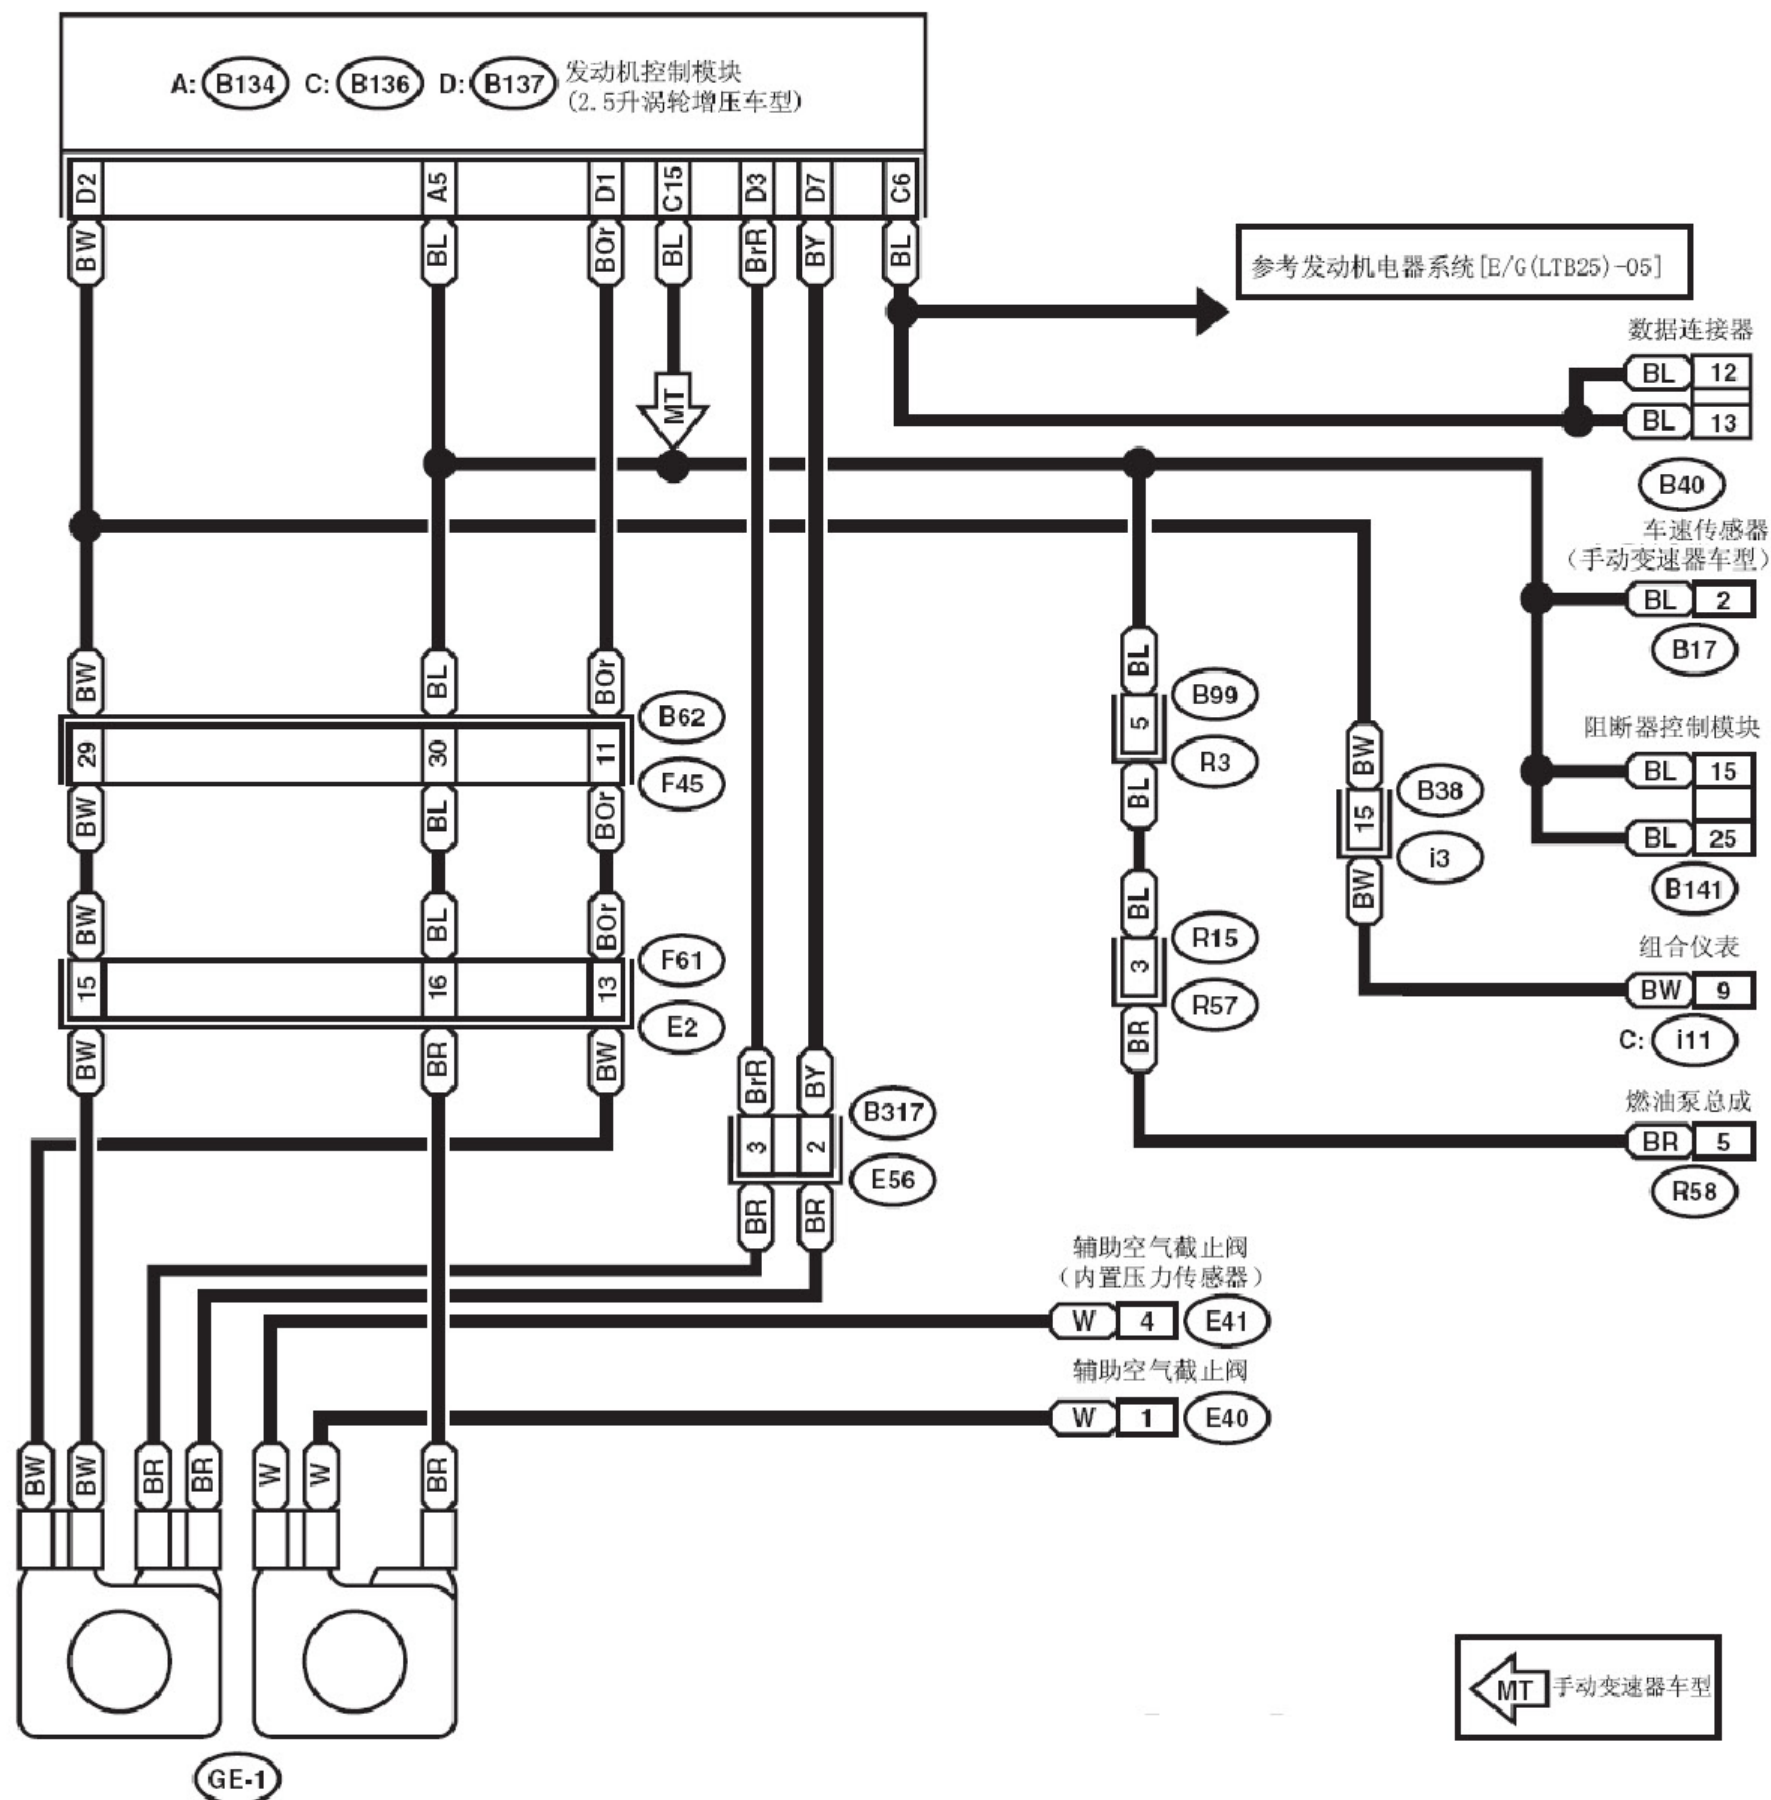 A: B134 C: B136 D: B137 发动机控制模块
(2.5升涡轮增压车型)
D2 A5 D1 C15 D3 D7 C6
BW BL BOr BL BrR BY BL
参考发动机电器系统[E/G(LTB25)-05]
数据连接器
BL 12
MT
BL 13
B40
车速传感器
(手动变速器车型)
BL 2
B17
BW BL BOr
BL
B99
5
R3
BL
B62
29 30 11
F45
BW BL BOr
阻断器控制模块
BL 15
BL 25
B141
BW
B38
15
i3
BW
BW BL BOr
BL
R15
3
R57
BR
F61
15 16 13
E2
BW BR BW
组合仪表
BW 9
C: i11
燃油泵总成
BR 5
R58
BrR BY
B317
3 2
E56
BR BR
辅助空气截止阀
(内置压力传感器)
W 4 E41
辅助空气截止阀
W 1 E40
BW BW BR BR W W BR
MT 手动变速器车型
GE-1